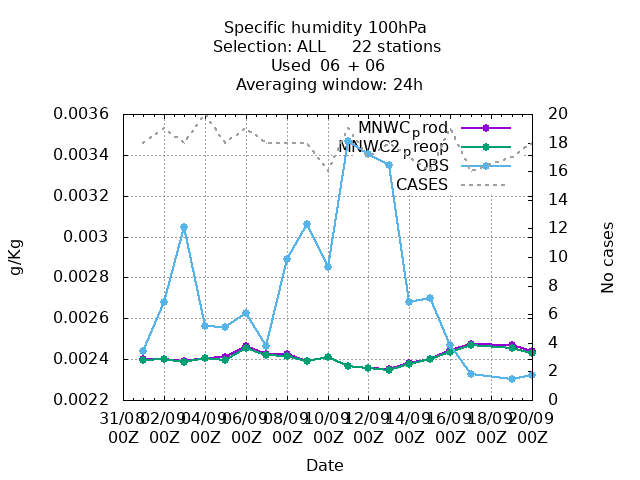 Specific humidity 100hPa
Selection: ALL 22 stations
Used 06 + 06
Averaging window: 24h
0.0036
0.0034
0.0032
0.003
0.0028
0.0026
0.0024
0.0022
g/Kg
MNWC_prod
MNWC2_preop
OBS
CASES
20
18
16
14
12
10
8
6
4
2
0
No cases
31/08 02/09 04/09 06/09 08/09 10/09 12/09 14/09 16/09 18/09 20/09
00Z 00Z 00Z 00Z 00Z 00Z 00Z 00Z 00Z 00Z 00Z
Date